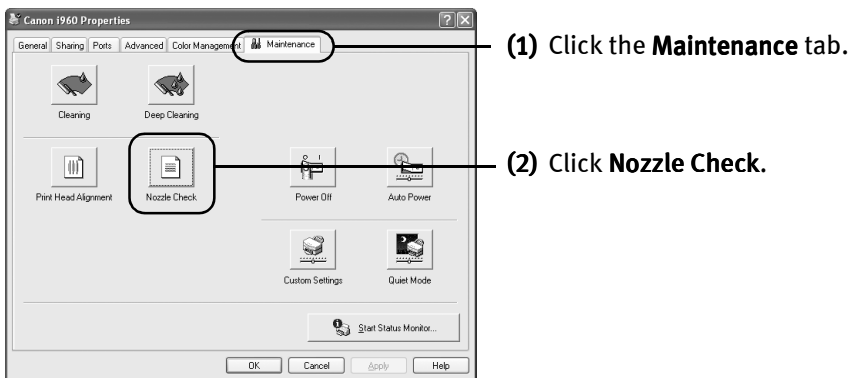 Canon i960 Properties
General Sharing Ports Advanced Color Management Maintenance
(1) Click the Maintenance tab.
Cleaning Deep Cleaning
(2) Click Nozzle Check.
Print Head Alignment Nozzle Check Power Off Auto Power
Custom Settings Quiet Mode
Start Status Monitor...
OK Cancel Apply Help